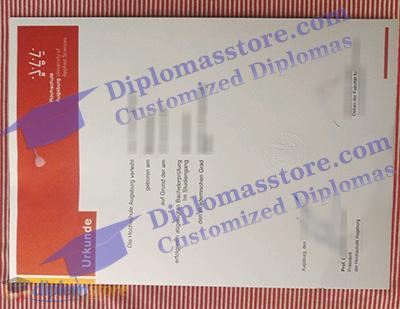 Hochschule
Augsburg University of
Applied Sciences
Urkunde
Die Hochschule Augsburg verleiht
geboren am
auf Grund der am
erfolgreich abgelegten Bachelorprüfung
im Studiengang
den akademischen Grad
Augsburg, den
Präsident
der Hochschule Augsburg
Dekan der Fakultät für
Diplomasstore.com
Customized Diplomas
Diplomasstore.com
Customized Diplomas